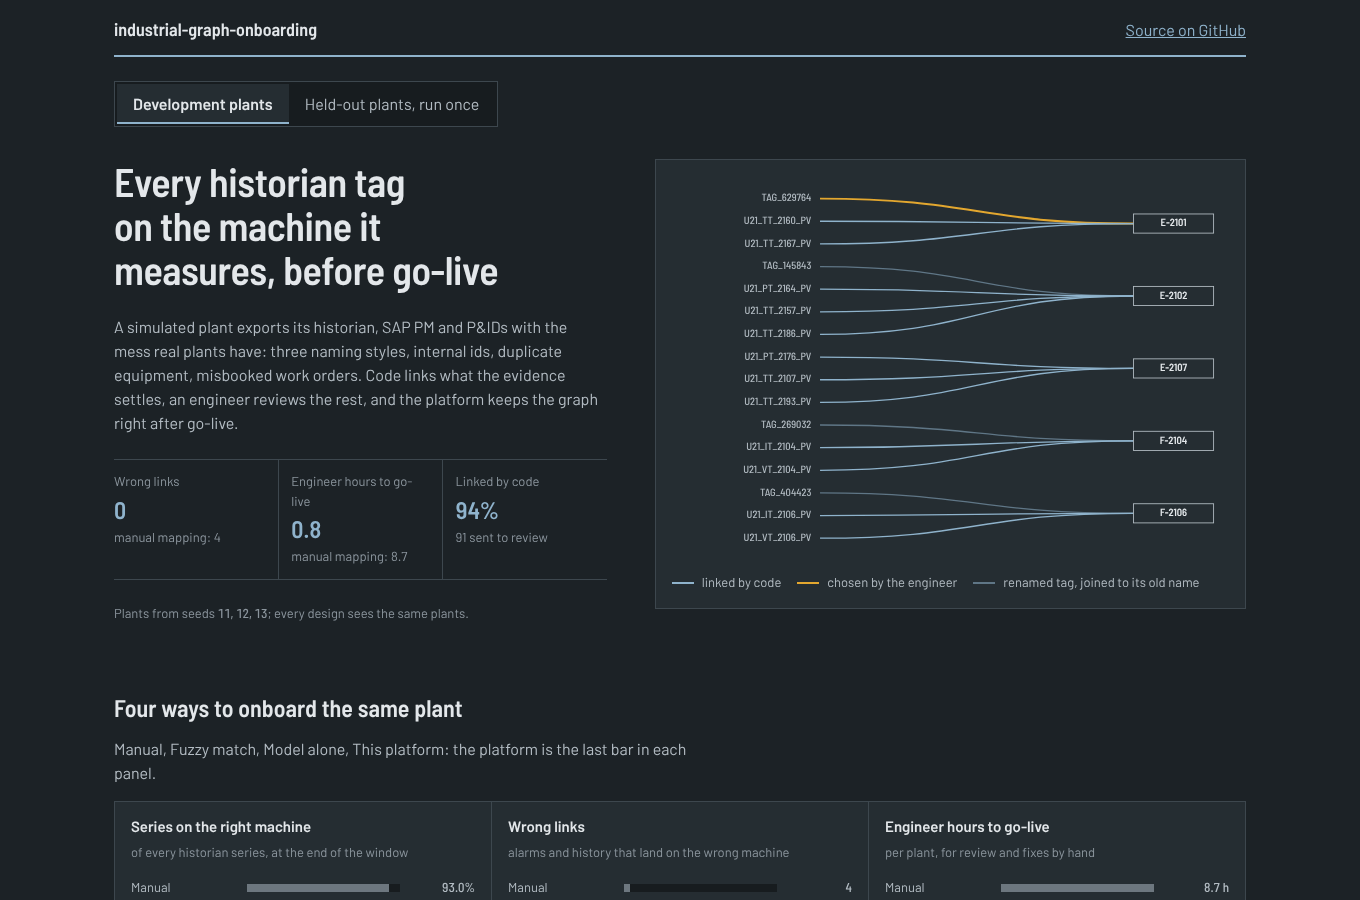 industrial-graph-onboarding
Source on GitHub
Development plants
Held-out plants, run once
Every historian tag
on the machine it
measures, before go-live
A simulated plant exports its historian, SAP PM and P&IDs with the
mess real plants have: three naming styles, internal ids, duplicate
equipment, misbooked work orders. Code links what the evidence
settles, an engineer reviews the rest, and the platform keeps the graph
right after go-live.
Wrong links
0
manual mapping: 4
Engineer hours to go-
live
0.8
manual mapping: 8.7
Linked by code
94%
91 sent to review
Plants from seeds 11, 12, 13; every design sees the same plants.
TAG_629764
U21_TT_2160_PV
U21_TT_2167_PV
TAG_145843
U21_PT_2164_PV
U21_TT_2157_PV
U21_TT_2186_PV
U21_PT_2176_PV
U21_TT_2107_PV
U21_TT_2193_PV
TAG_269032
U21_IT_2104_PV
U21_VT_2104_PV
TAG_404423
U21_IT_2106_PV
U21_VT_2106_PV
E-2101
E-2102
E-2107
F-2104
F-2106
linked by code
chosen by the engineer
renamed tag, joined to its old name
Four ways to onboard the same plant
Manual, Fuzzy match, Model alone, This platform: the platform is the last bar in each
panel.
Series on the right machine
of every historian series, at the end of the window
Manual
93.0%
Wrong links
alarms and history that land on the wrong machine
Manual
4
Engineer hours to go-live
per plant, for review and fixes by hand
Manual
8.7 h